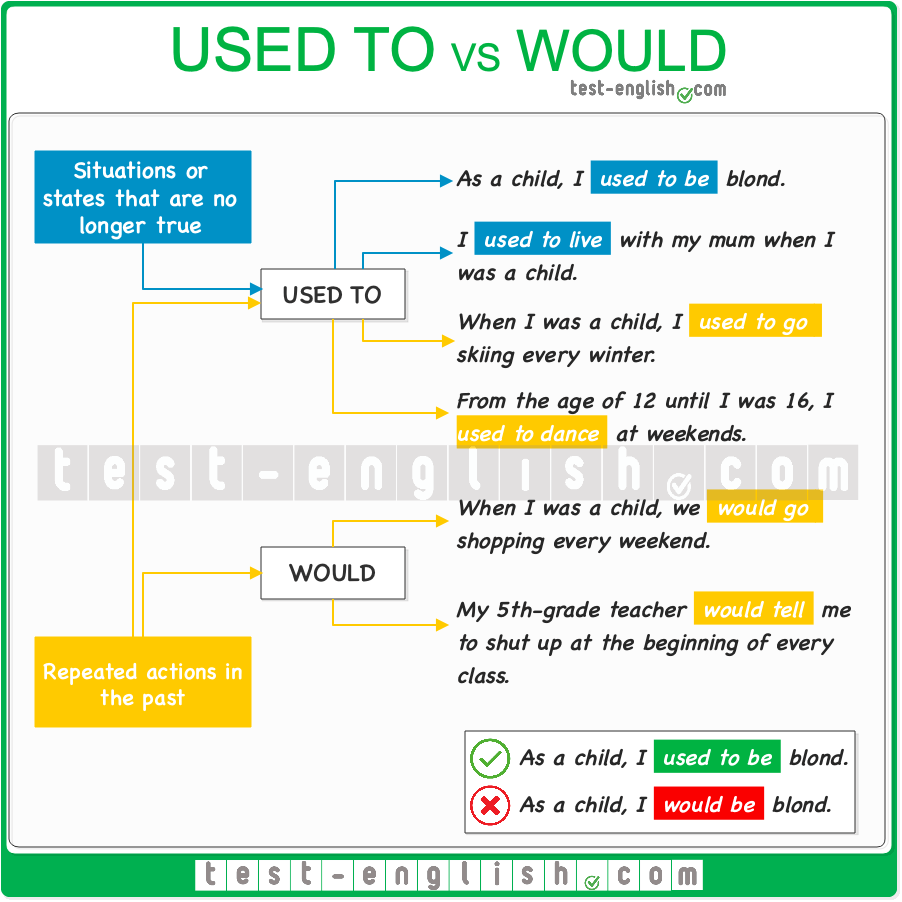 USED TO vs WOULD
test-english.com
Situations or
states that are no
longer true
USED TO
As a child, I used to be blond.
I used to live with my mum when I
was a child.
When I was a child, I used to go
skiing every winter.
From the age of 12 until I was 16, I
used to dance at weekends.
test-english.com
WOULD
When I was a child, we would go
shopping every weekend.
My 5th-grade teacher would tell me
to shut up at the beginning of every
class.
Repeated actions in
the past
As a child, I used to be blond.
As a child, I would be blond.
test-english.com